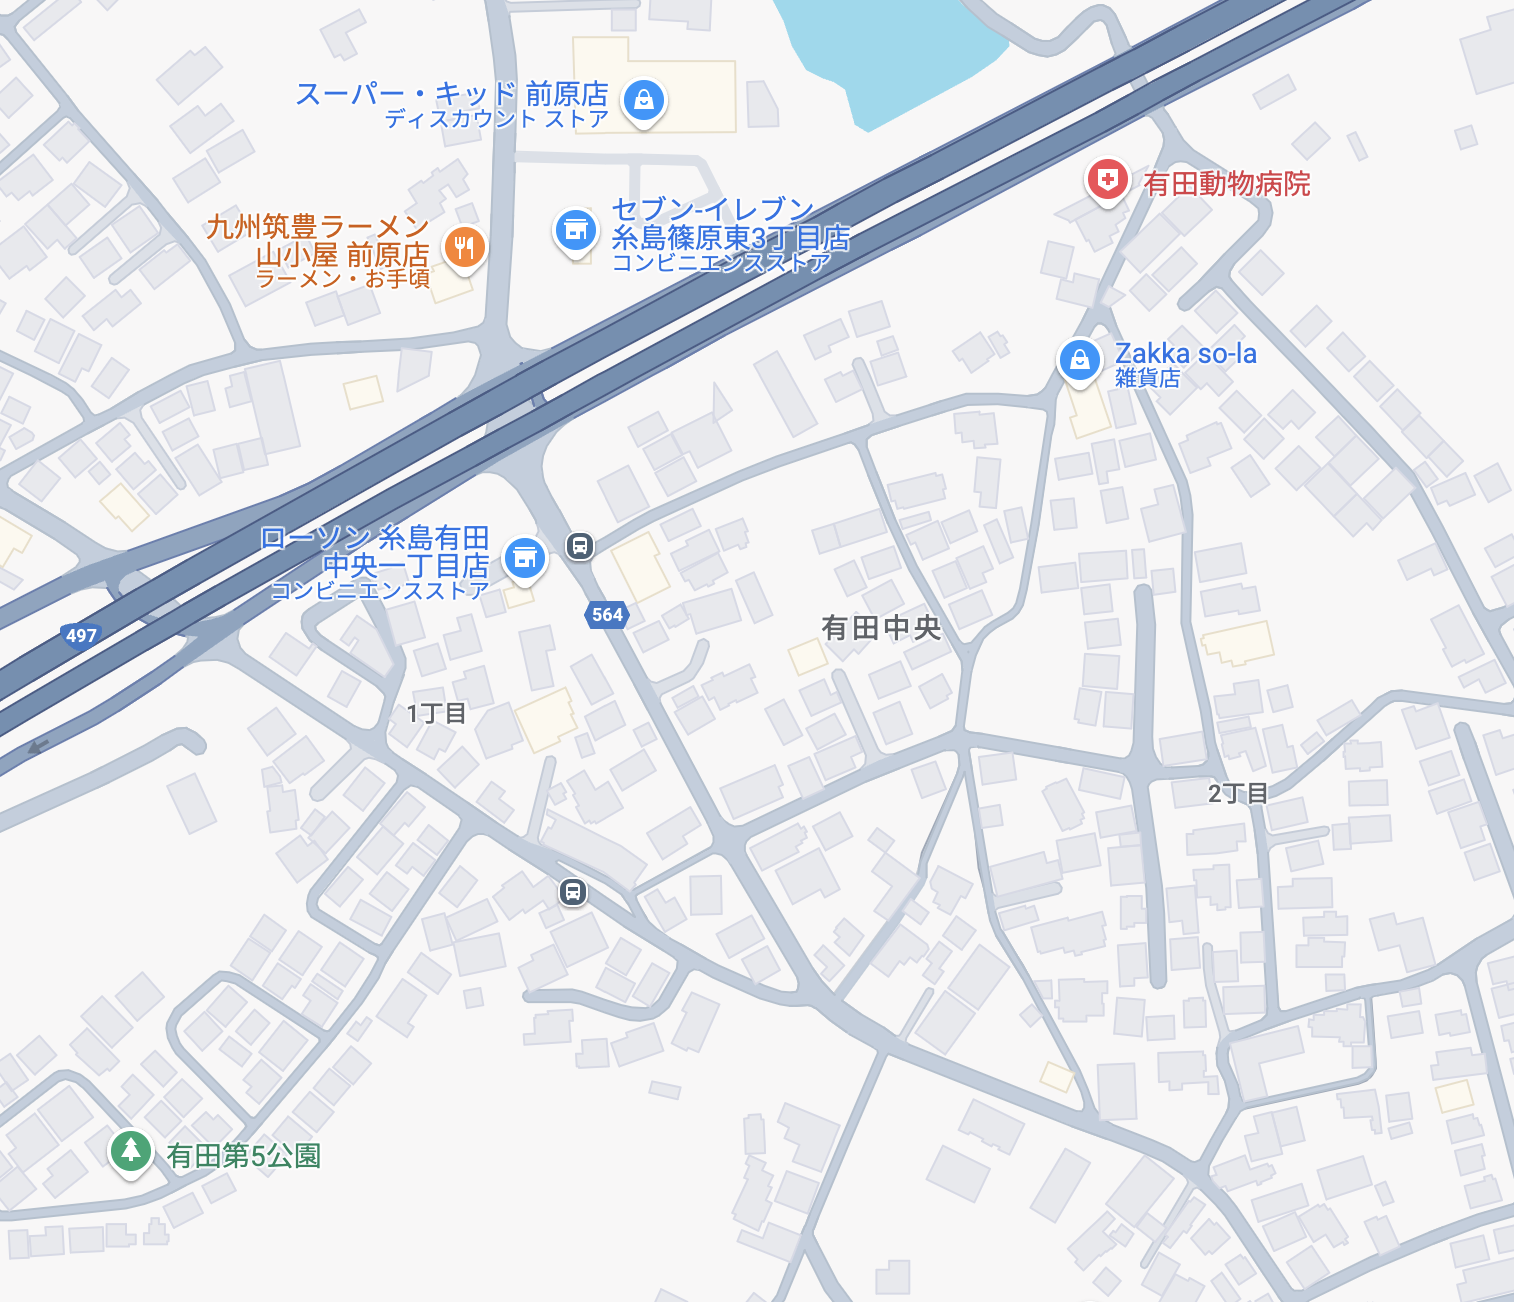 スーパー・キッド 前原店
ディスカウント ストア
有田動物病院
セブン-イレブン
糸島篠原東3丁目店
コンビニエンスストア
九州筑豊ラーメン
山小屋 前原店
ラーメン・お手頃
Zakka so-la
雑貨店
ローソン 糸島有田
中央一丁目店
コンビニエンスストア
564
497
有田中央
1丁目
2丁目
有田第5公園